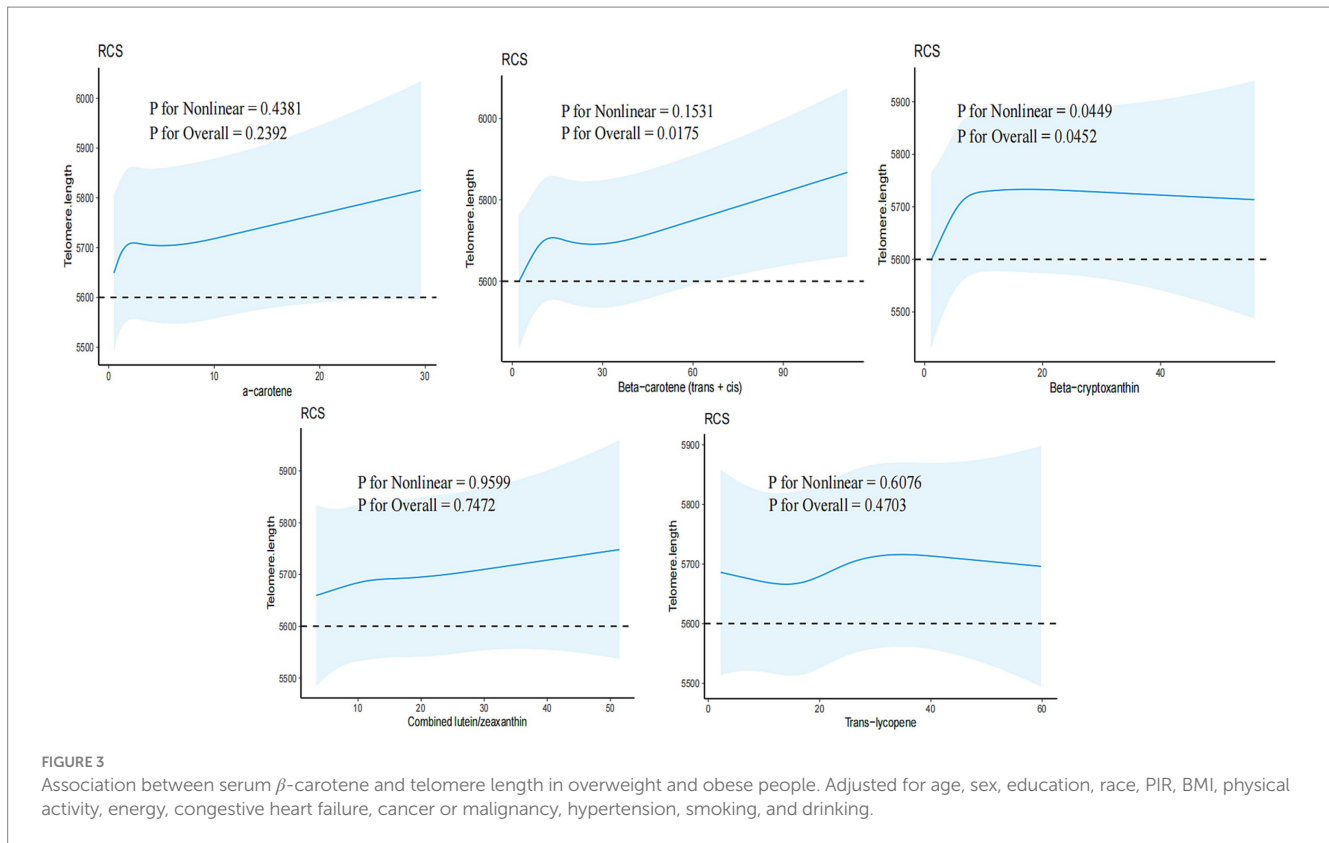 RCS
P for Nonlinear = 0.4381
P for Overall = 0.2392
Telomere.length
6000
5900
5800
5700
5600
5500
0
10
20
30
a−carotene
RCS
P for Nonlinear = 0.1531
P for Overall = 0.0175
Telomere.length
6000
5800
5600
0
30
60
90
Beta−carotene (trans + cis)
RCS
P for Nonlinear = 0.0449
P for Overall = 0.0452
Telomere.length
5900
5800
5700
5600
5500
0
20
40
Beta−cryptoxanthin
RCS
P for Nonlinear = 0.9599
P for Overall = 0.7472
Telomere.length
5900
5800
5700
5600
5500
10
20
30
40
50
Combined lutein/zeaxanthin
RCS
P for Nonlinear = 0.6076
P for Overall = 0.4703
Telomere.length
5900
5800
5700
5600
5500
0
20
40
60
Trans−lycopene
FIGURE 3
Association between serum β-carotene and telomere length in overweight and obese people. Adjusted for age, sex, education, race, PIR, BMI, physical
activity, energy, congestive heart failure, cancer or malignancy, hypertension, smoking, and drinking.